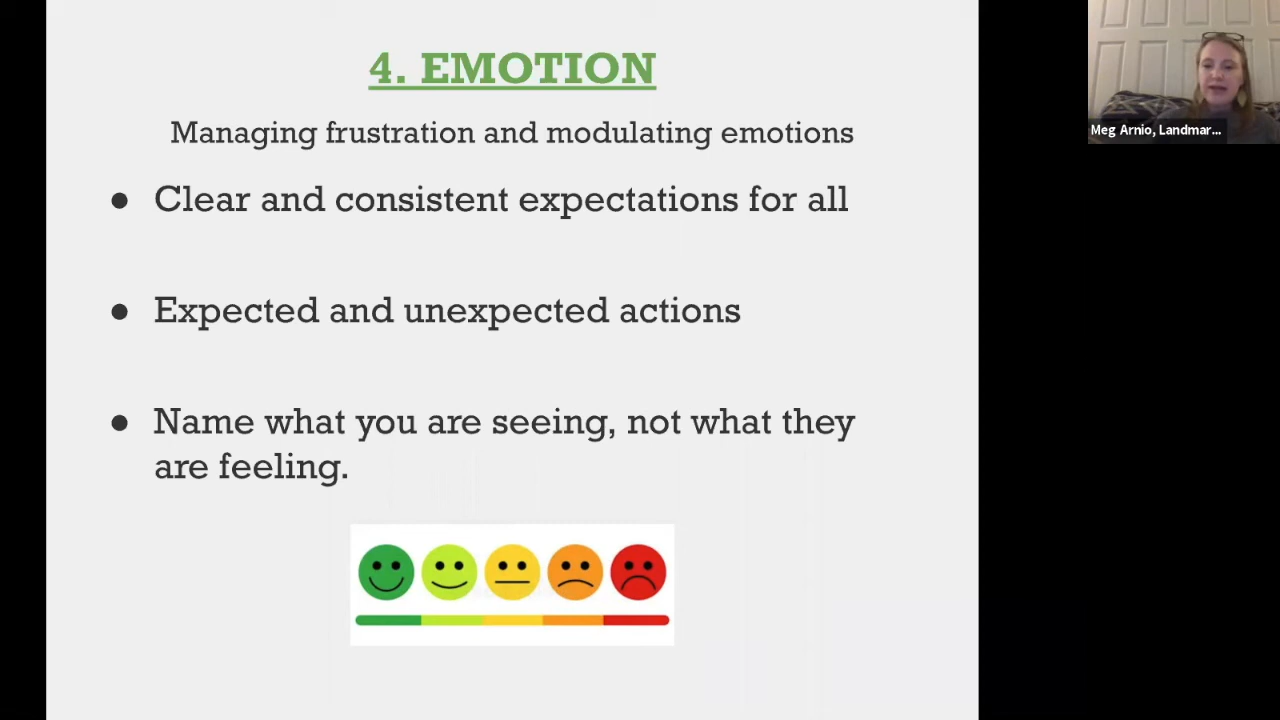 4. EMOTION
Managing frustration and modulating emotions
● Clear and consistent expectations for all
● Expected and unexpected actions
● Name what you are seeing, not what they
are feeling.
Meg Arnio, Landmar...